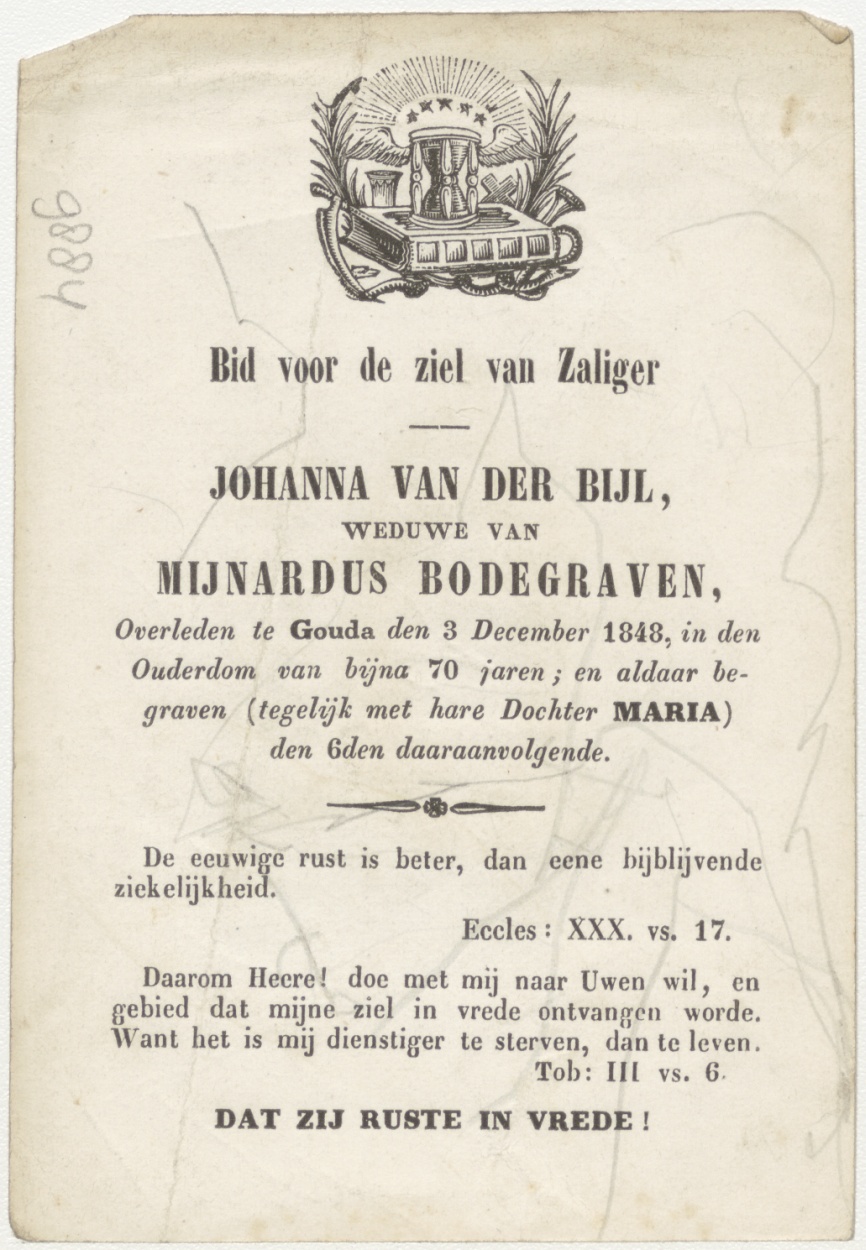 9884
Bid voor de ziel van Zaliger
JOHANNA VAN DER BIJL,
WEDUWE VAN
MIJNARDUS BODEGRAVEN,
Overleden te Gouda den 3 December 1848, in den
Ouderdom van bijna 70 jaren; en aldaar be-
graven (tegelijk met hare Dochter MARIA)
den 6den daaraanvolgende.
De eeuwige rust is beter, dan eene bijblijvende
ziekelijkheid.
Eccles: XXX. vs. 17.
Daarom Heere! doe met mij naar Uwen wil, en
gebied dat mijne ziel in vrede ontvangen worde.
Want het is mij dienstiger te sterven, dan te leven.
Tob: III vs. 6.
DAT ZIJ RUSTE IN VREDE!